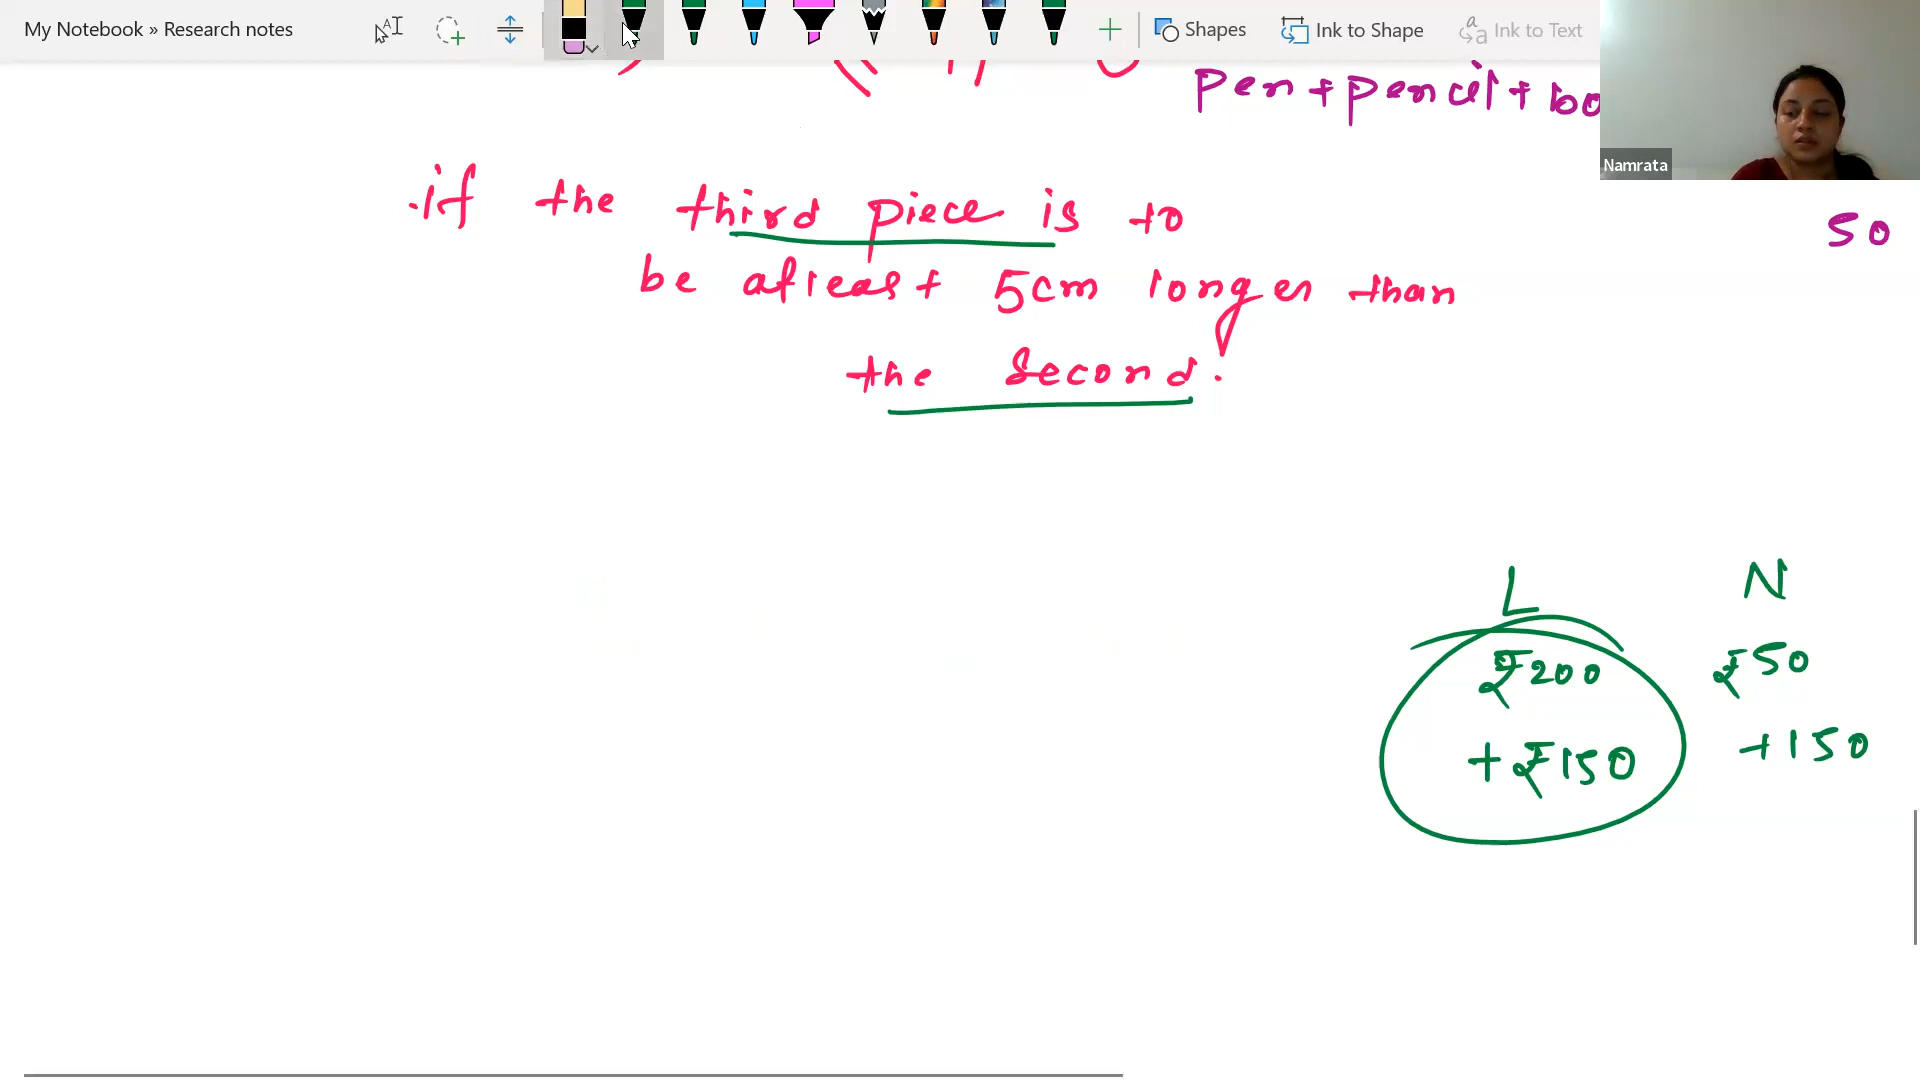 My Notebook » Research notes
Shapes
Ink to Shape
Ink to Text
Namrata
Pen + pencil +
50
if the third piece is to
be atleast 5cm longer than
the second.
L N
₹200 ₹50
+ ₹150 +150